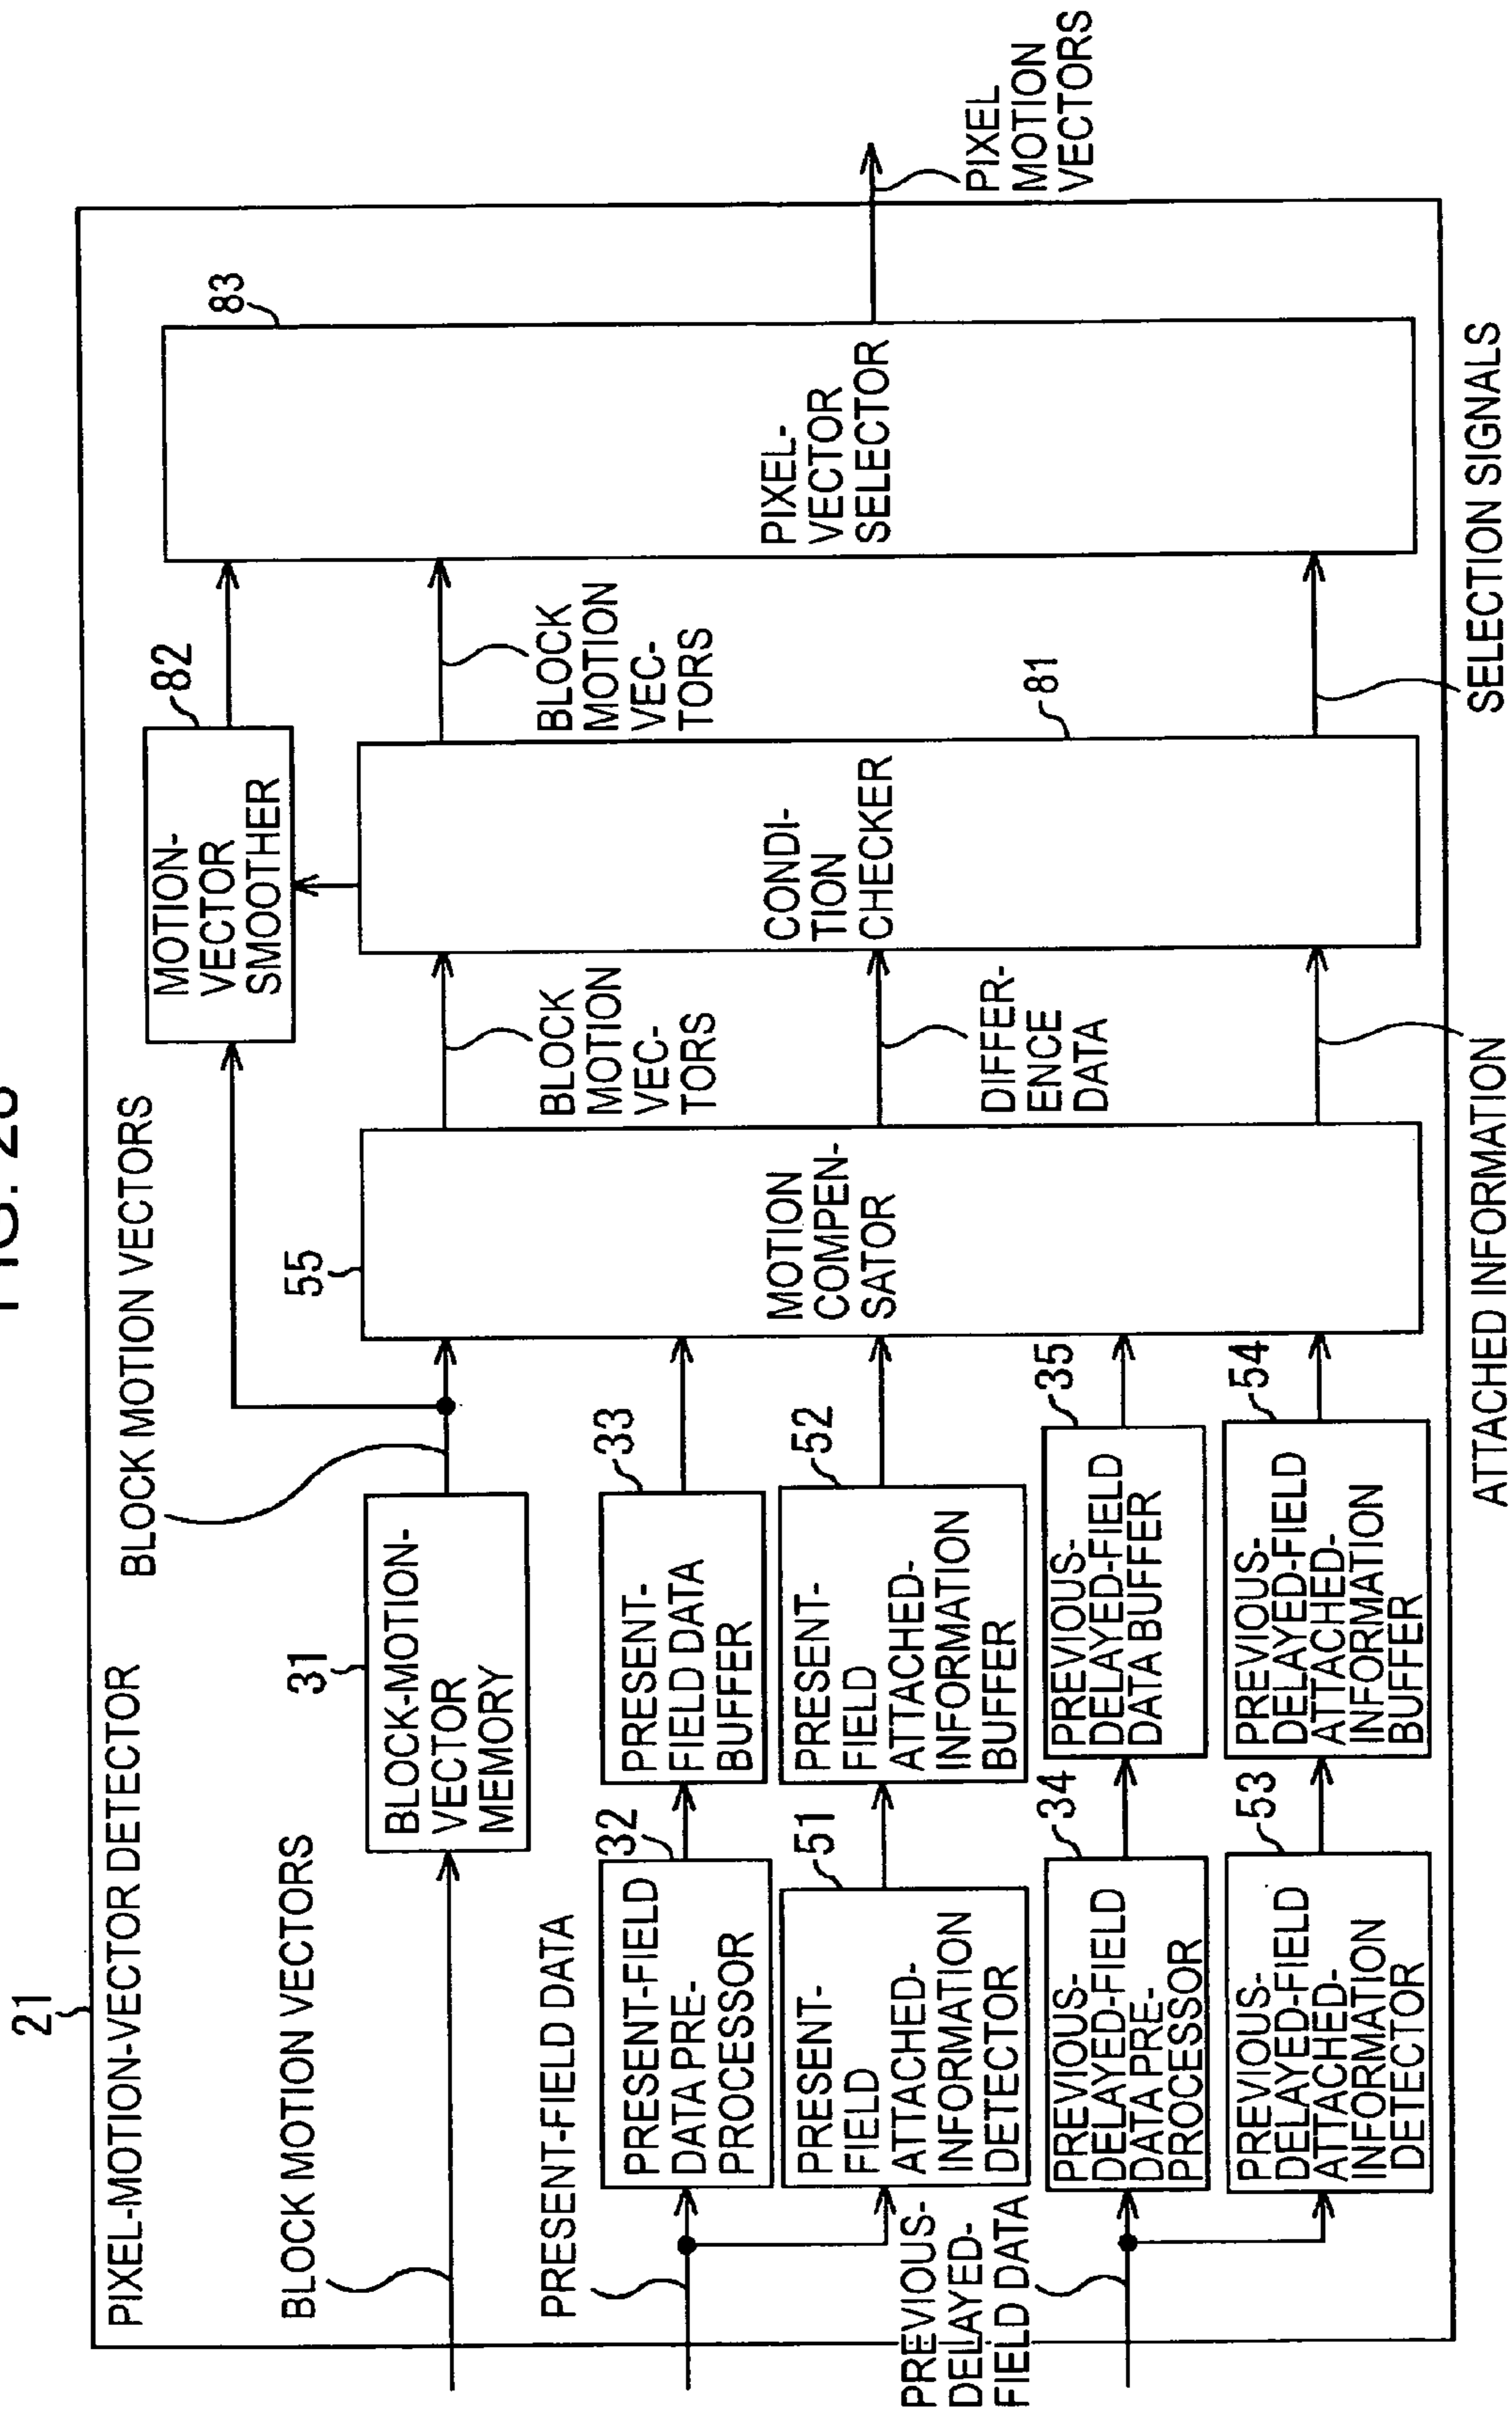 21
PIXEL-MOTION-VECTOR DETECTOR
BLOCK MOTION VECTORS
BLOCK MOTION VECTORS
31
BLOCK-MOTION-
VECTOR
MEMORY
PRESENT-FIELD DATA
32
PRESENT-FIELD
DATA PRE-
PROCESSOR
33
PRESENT-
FIELD DATA
BUFFER
51
PRESENT-
FIELD
ATTACHED-
INFORMATION
DETECTOR
52
PRESENT-
FIELD
ATTACHED-
INFORMATION
BUFFER
PREVIOUS-
DELAYED-
FIELD DATA
34
PREVIOUS-
DELAYED-FIELD
DATA PRE-
PROCESSOR
35
PREVIOUS-
DELAYED-FIELD
DATA BUFFER
53
PREVIOUS-
DELAYED-FIELD
ATTACHED-
INFORMATION
DETECTOR
54
PREVIOUS-
DELAYED-FIELD
ATTACHED-
INFORMATION
BUFFER
55
MOTION
COMPEN-
SATOR
BLOCK
MOTION
VEC-
TORS
DIFFER-
ENCE
DATA
ATTACHED INFORMATION
82
MOTION-
VECTOR
SMOOTHER
81
CONDI-
TION
CHECKER
BLOCK
MOTION
VEC-
TORS
SELECTION SIGNALS
83
PIXEL-
VECTOR
SELECTOR
PIXEL
MOTION
VECTORS